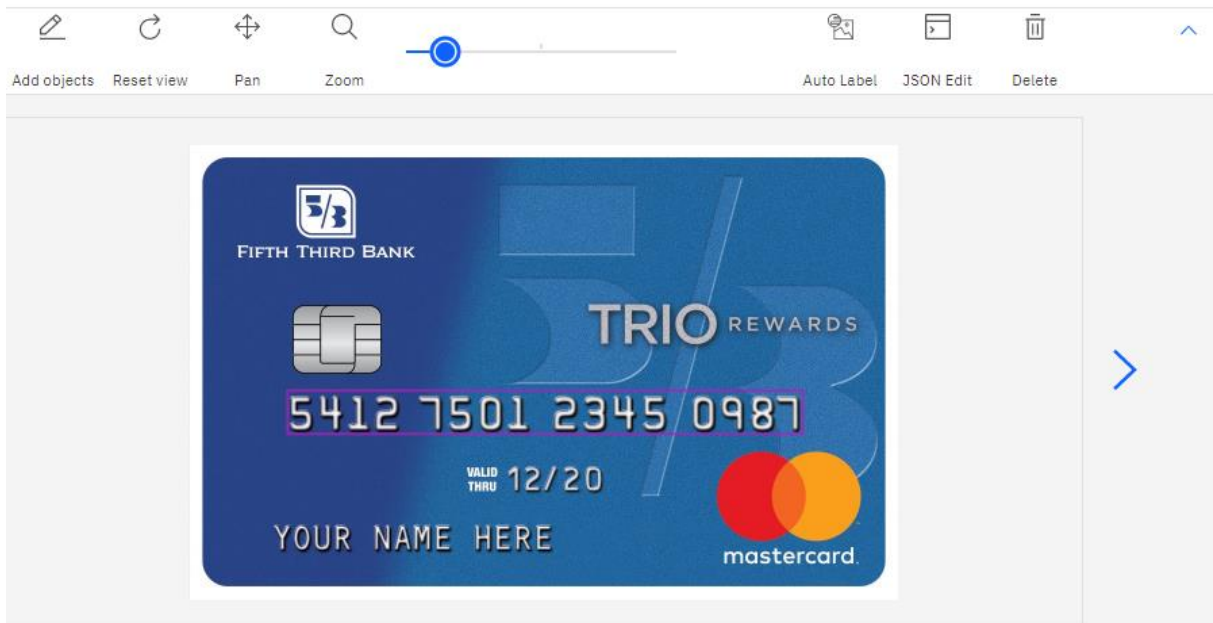 Add objects Reset view Pan Zoom Auto Label JSON Edit Delete
5/3
FIFTH THIRD BANK
TRIO REWARDS
5412 7501 2345 0987
VALID THRU 12/20
YOUR NAME HERE
mastercard.